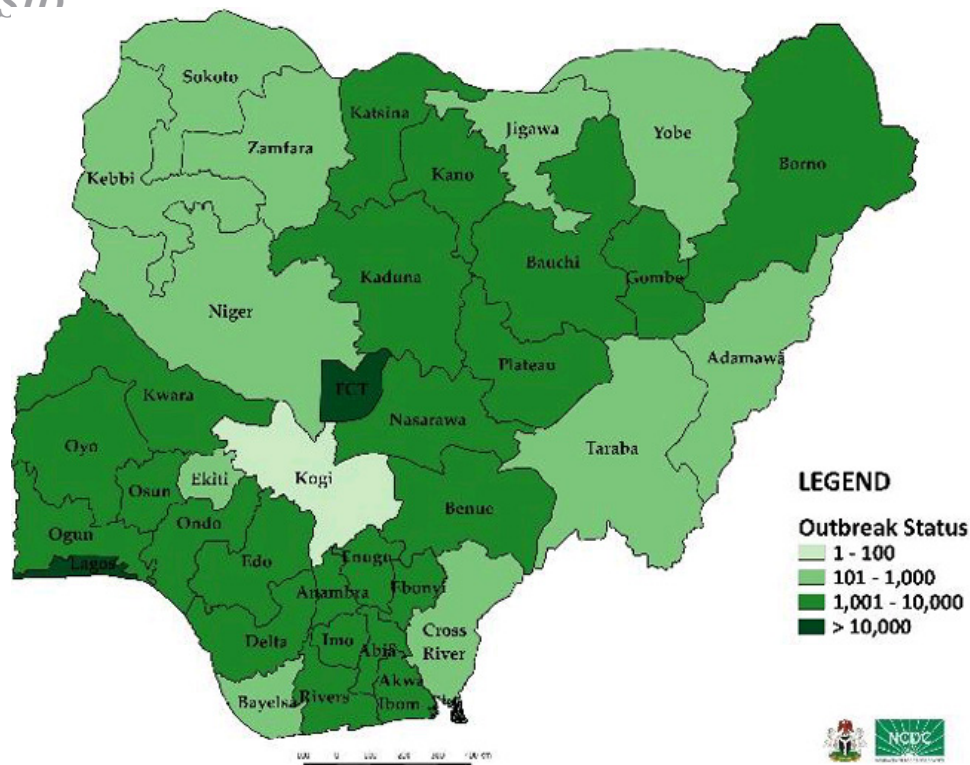 Sokoto
Katsina
Jigawa
Yobe
Zamfara
Borno
Kebbi
Kano
Kaduna
Bauchi
Gombe
Niger
Adamawa
Plateau
FCT
Kwara
Nasarawa
Taraba
Oyo
Ekiti
Kogi
Osun
Benue
Ondo
Ogun
Lagos
Edo
Enugu
Anambra
Ebonyi
Delta
Imo
Abia
Cross
River
Akwa
Ibom
Bayelsa
Rivers
LEGEND
Outbreak Status
1 - 100
101 - 1,000
1,001 - 10,000
> 10,000
NCDC